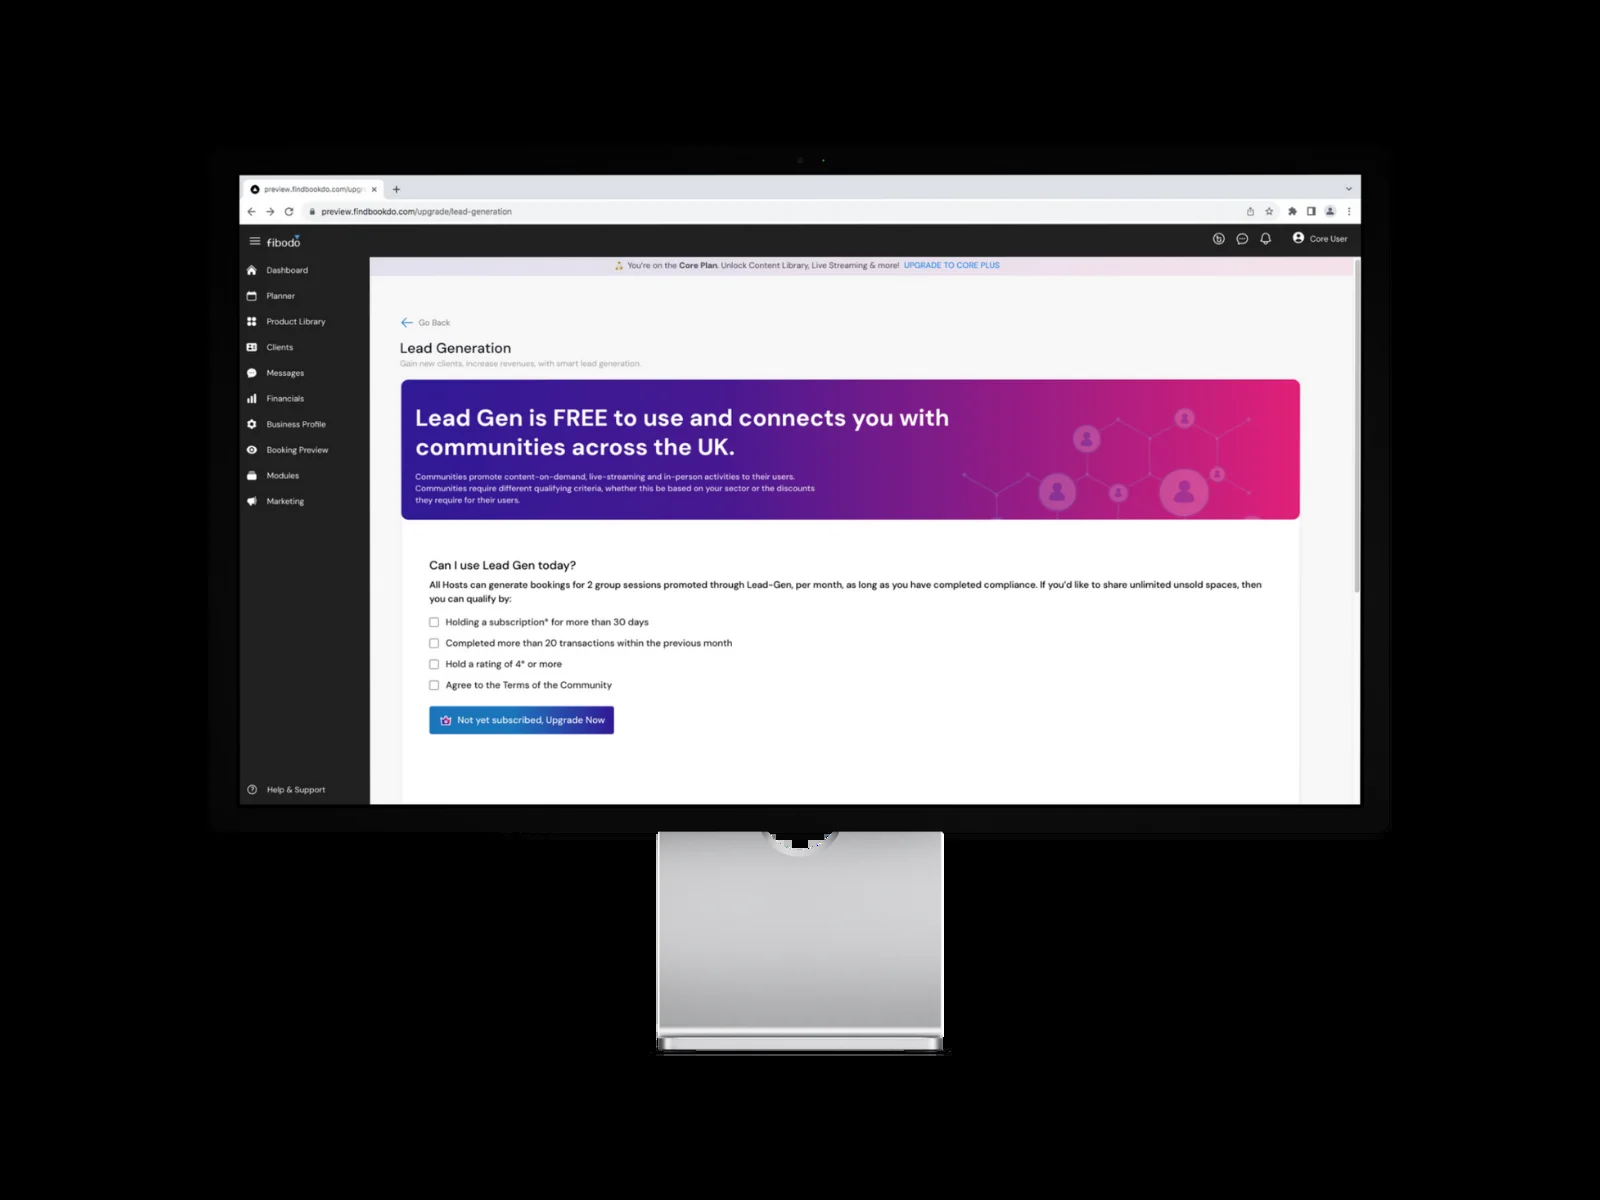 preview.findbookdo.com/upgr
preview.findbookdo.com/upgrade/lead-generation
fibodo
Core User
Dashboard
Planner
Product Library
Clients
Messages
Financials
Business Profile
Booking Preview
Modules
Marketing
Help & Support
You're on the Core Plan. Unlock Content Library, Live Streaming & more! UPGRADE TO CORE PLUS
Go Back
Lead Generation
Gain new clients, increase revenues, with smart lead generation.
Lead Gen is FREE to use and connects you with
communities across the UK.
Communities promote content-on-demand, live-streaming and in-person activities to their users.
Communities require different qualifying criteria, whether this be based on your sector or the discounts
they require for their users.
Can I use Lead Gen today?
All Hosts can generate bookings for 2 group sessions promoted through Lead-Gen, per month, as long as you have completed compliance. If you'd like to share unlimited unsold spaces, then
you can qualify by:
Holding a subscription* for more than 30 days
Completed more than 20 transactions within the previous month
Hold a rating of 4* or more
Agree to the Terms of the Community
Not yet subscribed, Upgrade Now